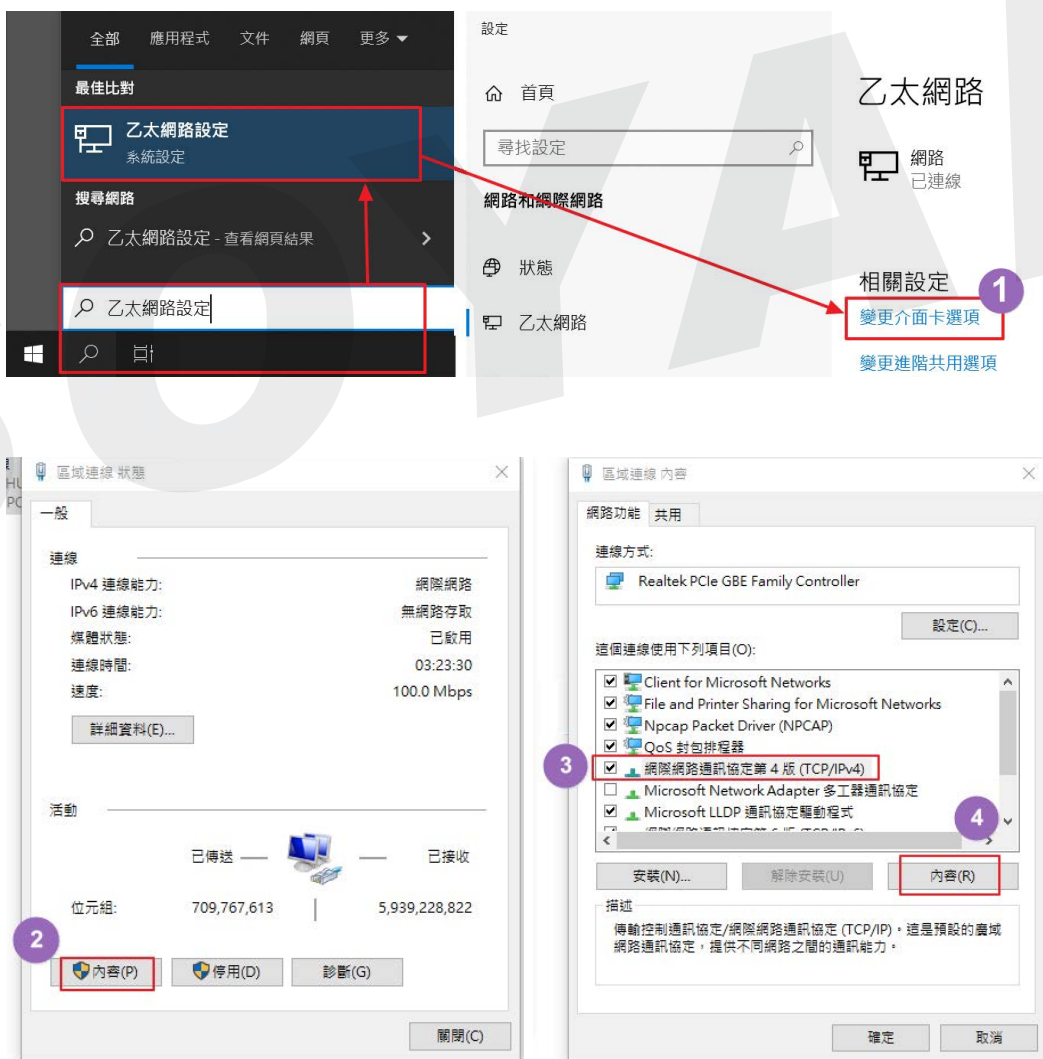 全部 應用程式 文件 網頁 更多
最佳比對
乙太網路設定
系統設定
搜尋網路
乙太網路設定 - 查看網頁結果
乙太網路設定
設定
首頁
尋找設定
網路和網際網路
狀態
乙太網路
乙太網路
網路
已連線
相關設定
1
變更介面卡選項
變更進階共用選項
區域連線 狀態
一般
連線
IPv4 連線能力: 網際網路
IPv6 連線能力: 無網路存取
媒體狀態: 已啟用
連線時間: 03:23:30
速度: 100.0 Mbps
詳細資料(E)...
活動
已傳送 已接收
位元組: 709,767,613 5,939,228,822
2
內容(P) 停用(D) 診斷(G)
關閉(C)
區域連線 內容
網路功能 共用
連線方式:
Realtek PCIe GBE Family Controller
設定(C)...
這個連線使用下列項目(O):
Client for Microsoft Networks
File and Printer Sharing for Microsoft Networks
Npcap Packet Driver (NPCAP)
QoS 封包排程器
3
網際網路通訊協定第 4 版 (TCP/IPv4)
Microsoft Network Adapter 多工器通訊協定
Microsoft LLDP 通訊協定驅動程式
4
安裝(N)... 解除安裝(U) 內容(R)
描述
傳輸控制通訊協定/網際網路通訊協定 (TCP/IP)。這是預設的廣域
網路通訊協定，提供不同網路之間的通訊能力。
確定 取消